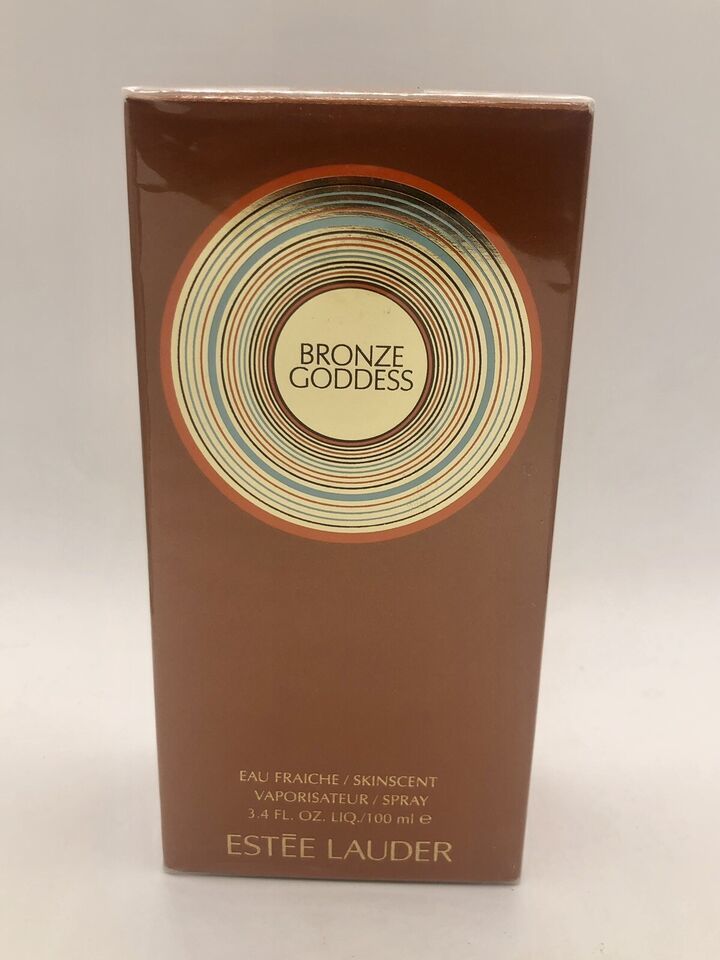 BRONZE
GODDESS
EAU FRAICHE / SKINSCENT
VAPORISATEUR / SPRAY
3.4 FL. OZ. LIQ./100 ml ℮
ESTĒE LAUDER